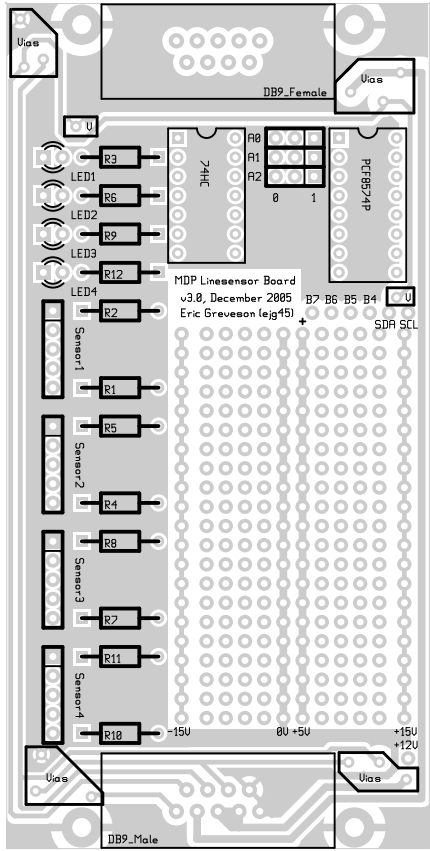 Vias
DB9_Female
Vias
V
R3
LED1
74HC
A0
A1
A2
0 1
PCF8574P
R6
LED2
R9
LED3
R12
LED4
MDP Linesensor Board
v3.0, December 2005
Eric Greveson (ejg45)
V
B7 B6 B5 B4
SDA SCL
+
R2
Sensor1
R1
R5
Sensor2
R4
R8
Sensor3
R7
R11
Sensor4
R10
-15V
0V +5V
+15V
+12V
Vias
Vias
DB9_Male